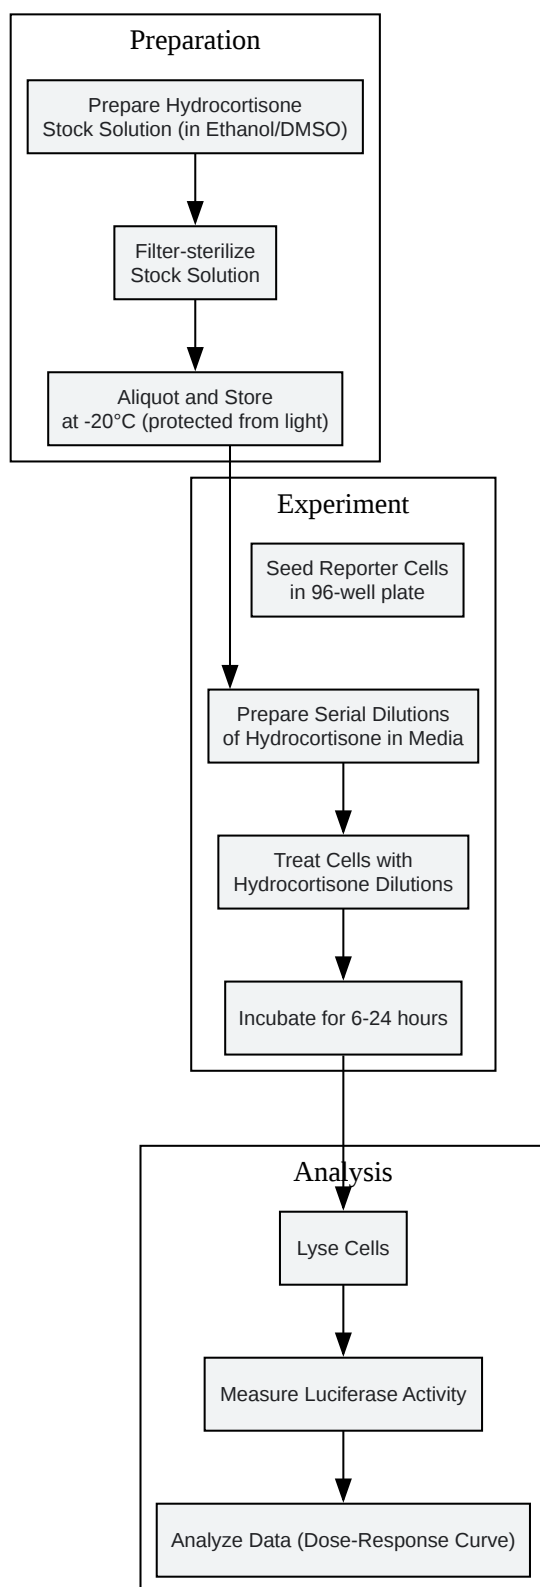 Preparation
Prepare Hydrocortisone
Stock Solution (in Ethanol/DMSO)
Filter-sterilize
Stock Solution
Aliquot and Store
at -20°C (protected from light)
Experiment
Seed Reporter Cells
in 96-well plate
Prepare Serial Dilutions
of Hydrocortisone in Media
Treat Cells with
Hydrocortisone Dilutions
Incubate for 6-24 hours
Analysis
Lyse Cells
Measure Luciferase Activity
Analyze Data (Dose-Response Curve)